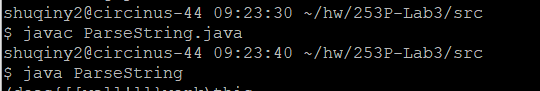 shuqiny2@circinus-44 09:23:30 ~/hw/253P-Lab3/src
$ javac ParseString.java
shuqiny2@circinus-44 09:23:40 ~/hw/253P-Lab3/src
$ java ParseString